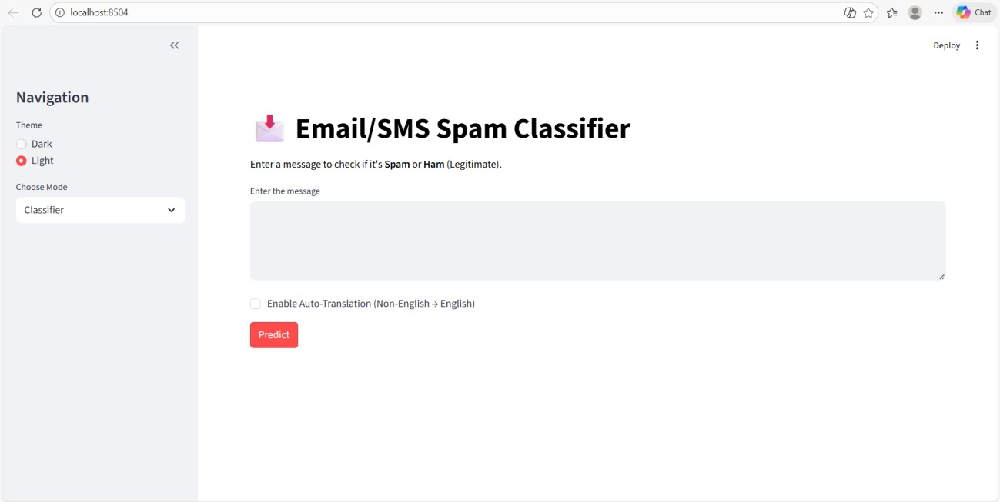 localhost:8504
Chat
Deploy
Navigation
Theme
Dark
Light
Choose Mode
Classifier
Email/SMS Spam Classifier
Enter a message to check if it's Spam or Ham (Legitimate).
Enter the message
Enable Auto-Translation (Non-English → English)
Predict